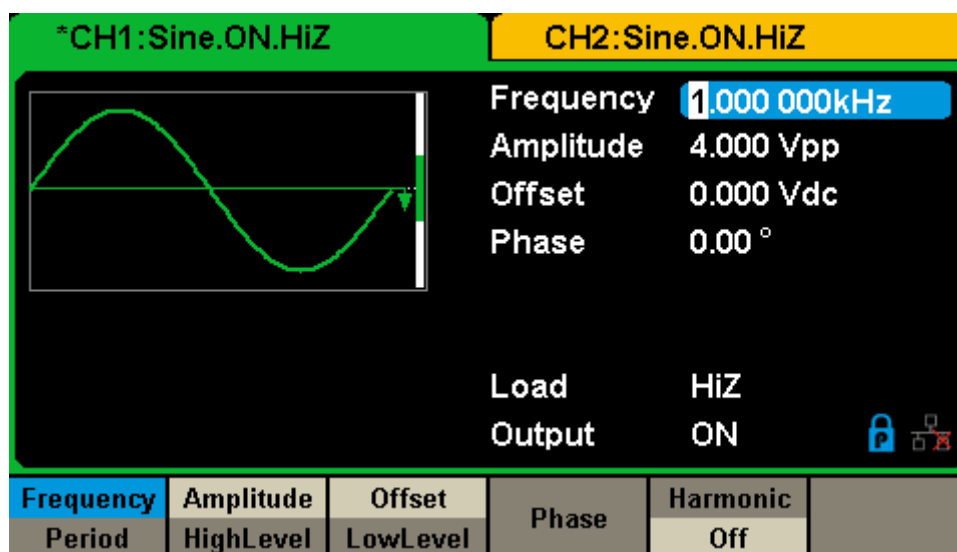 *CH1:Sine.ON.HiZ
CH2:Sine.ON.HiZ
Frequency 1.000 000kHz
Amplitude 4.000 Vpp
Offset 0.000 Vdc
Phase 0.00 °
Load HiZ
Output ON
P
Frequency Amplitude Offset Phase Harmonic
Period HighLevel LowLevel Off